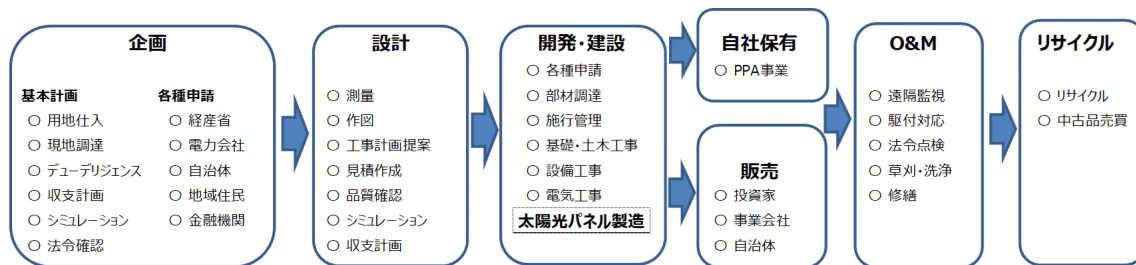 企画
基本計画
○ 用地仕入
○ 現地調達
○ デューデリジェンス
○ 収支計画
○ シミュレーション
○ 法令確認
各種申請
○ 経産省
○ 電力会社
○ 自治体
○ 地域住民
○ 金融機関
設計
○ 測量
○ 作図
○ 工事計画提案
○ 見積作成
○ 品質確認
○ シミュレーション
○ 収支計画
開発・建設
○ 各種申請
○ 部材調達
○ 施行管理
○ 基礎・土木工事
○ 設備工事
○ 電気工事
太陽光パネル製造
自社保有
○ PPA事業
販売
○ 投資家
○ 事業会社
○ 自治体
O&M
○ 遠隔監視
○ 駆付対応
○ 法令点検
○ 草刈・洗浄
○ 修繕
リサイクル
○ リサイクル
○ 中古品売買